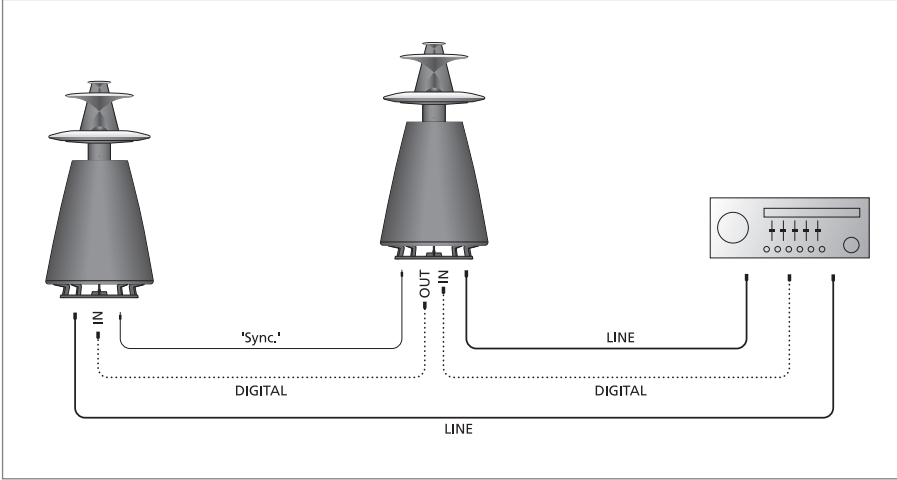 OUT
IN
IN
'Sync.'
LINE
DIGITAL
DIGITAL
LINE